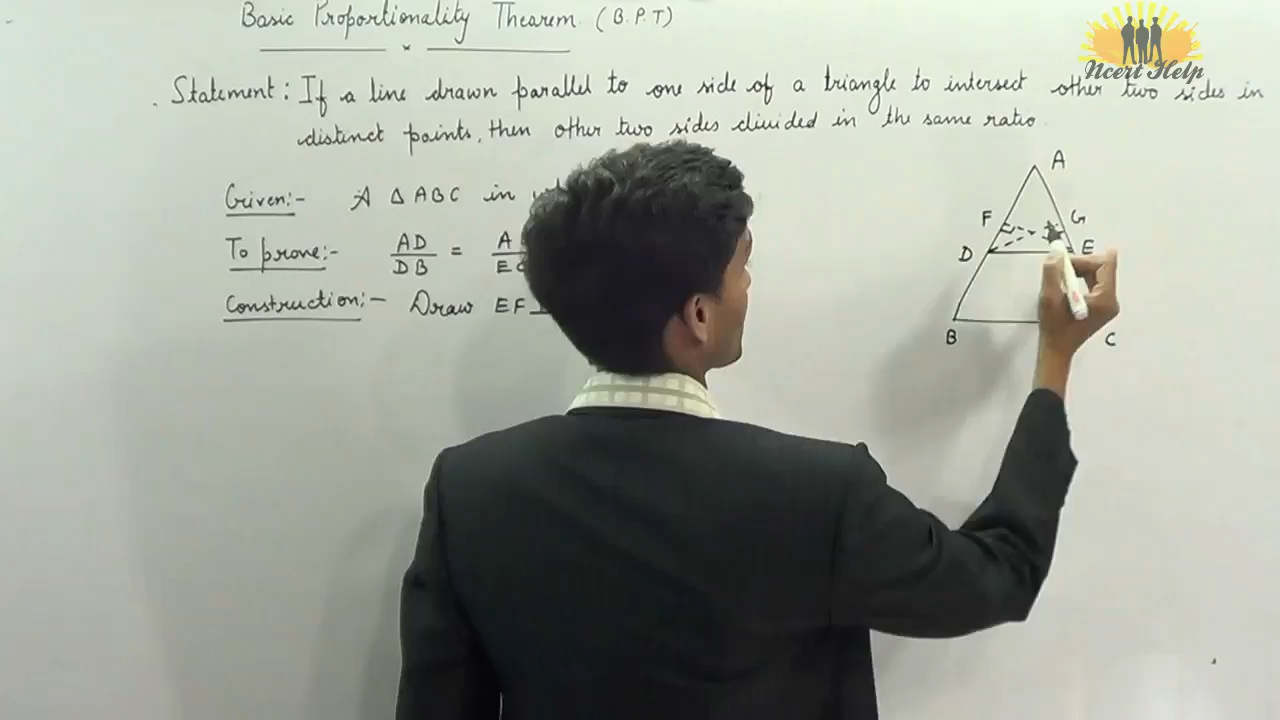 Basic Proportionality Theorem (B.P.T)
Ncert Help
Statement: If a line drawn parallel to one side of a triangle to intersect other two sides in
distinct points, then other two sides divided in the same ratio
Given:- A Δ ABC in
To prove:- AD/DB = A/EC
Construction:- Draw EF ⊥
A
F G
D E
B C